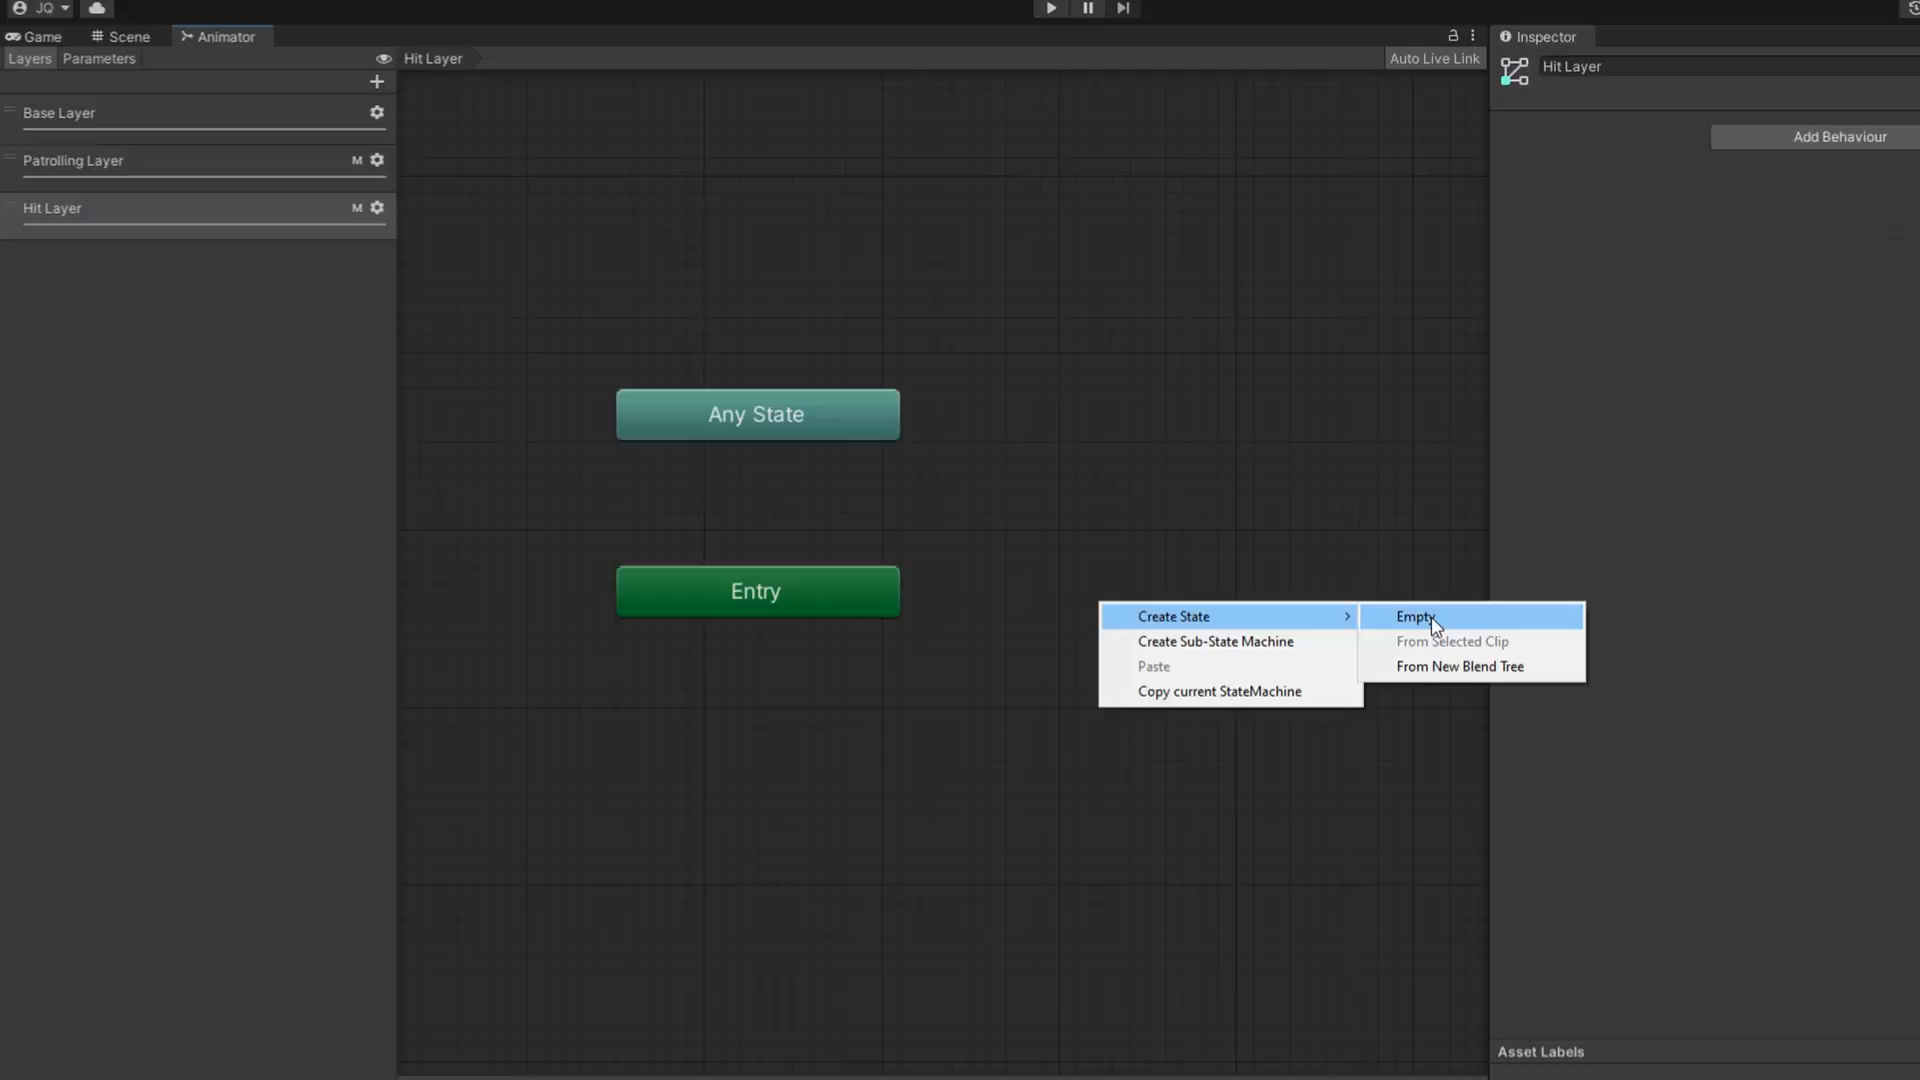 JQ
Game
Scene
Animator
Inspector
Layers
Parameters
Hit Layer
Auto Live Link
Hit Layer
Base Layer
Add Behaviour
Patrolling Layer
M
Hit Layer
M
Any State
Entry
Create State
Create Sub-State Machine
Paste
Copy current StateMachine
Empty
From Selected Clip
From New Blend Tree
Asset Labels